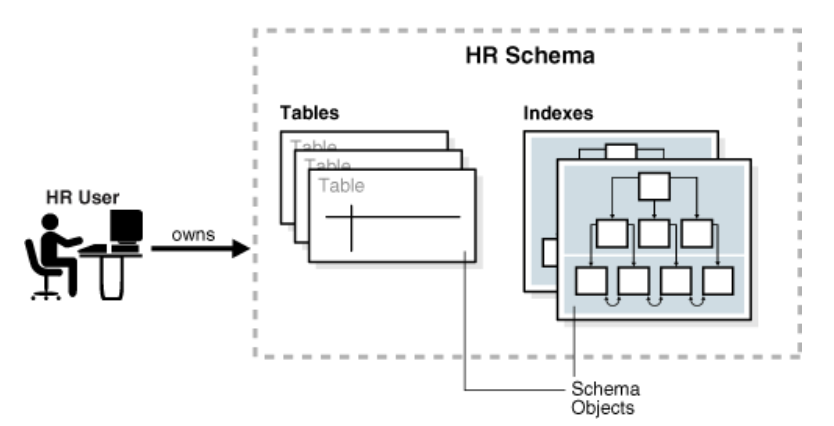 HR Schema
Tables
Indexes
Table
Table
Table
HR User
owns
Schema
Objects